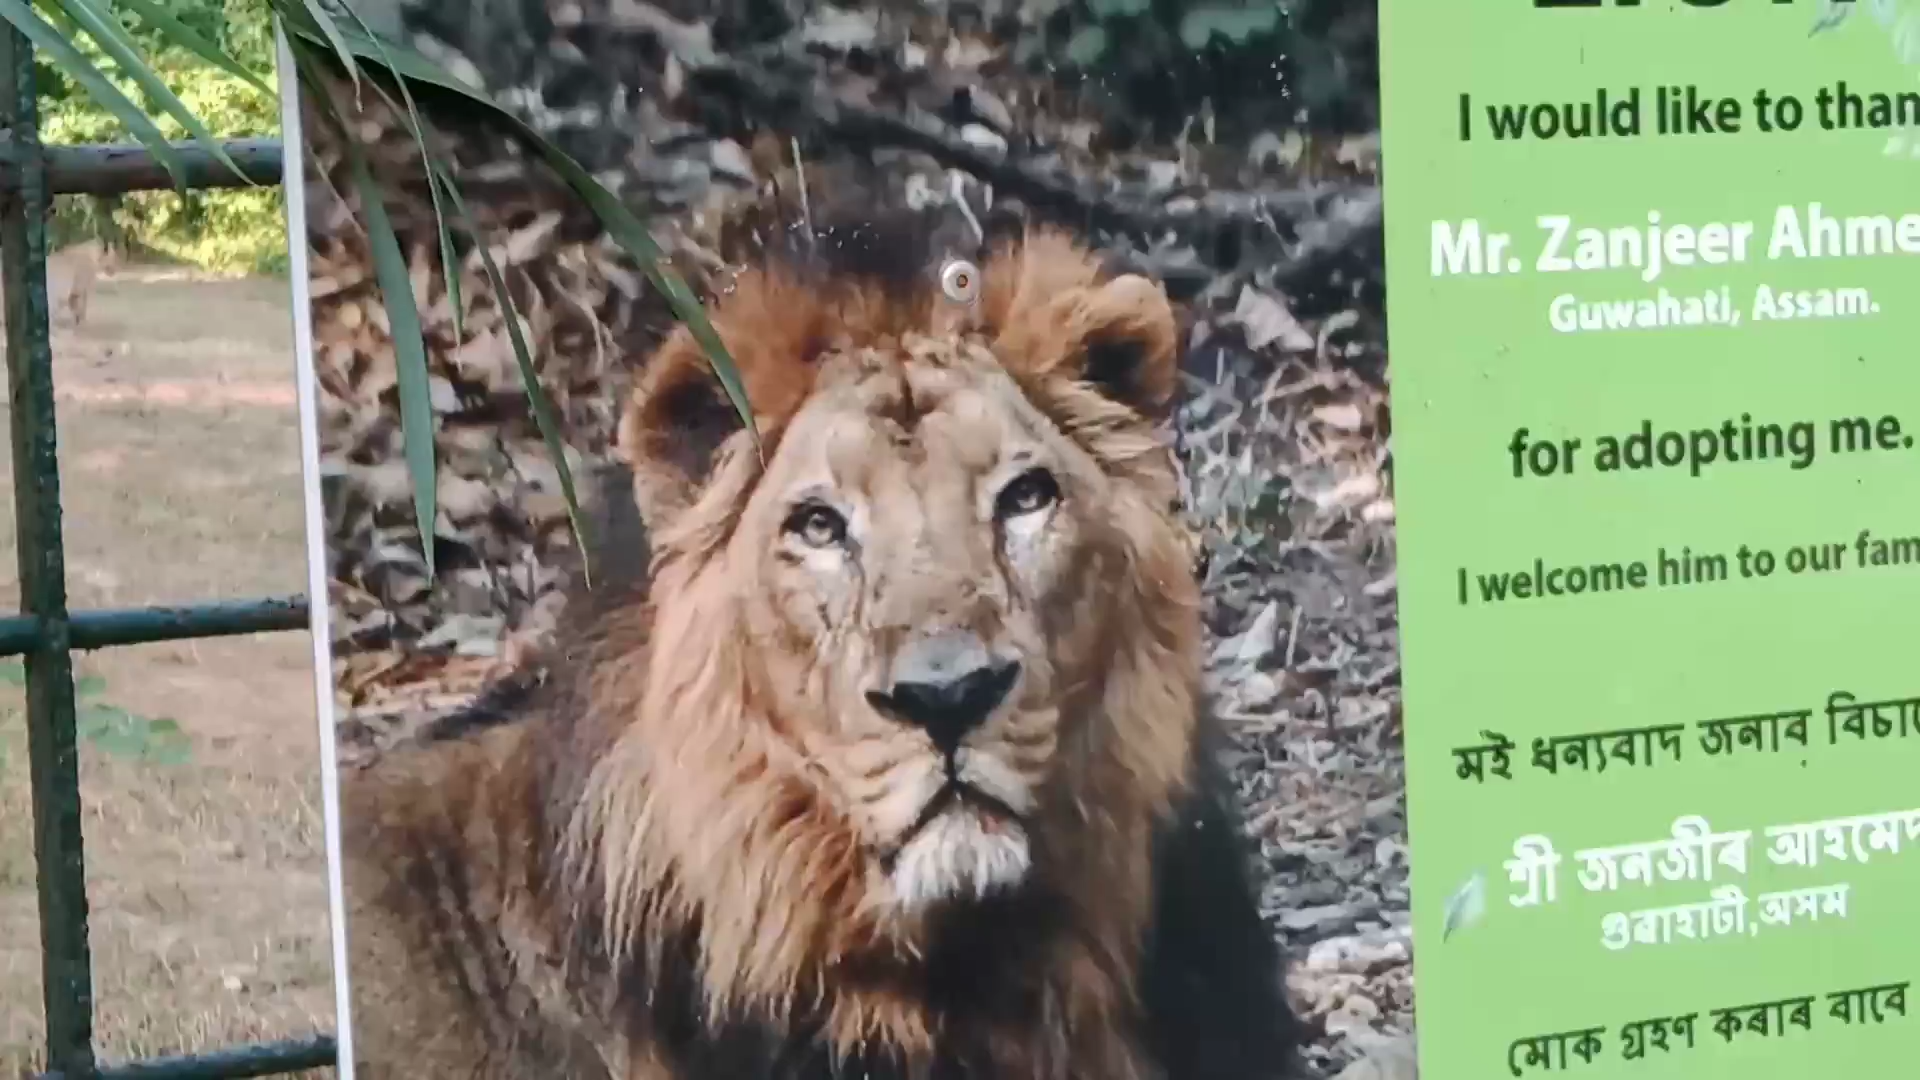 I would like to than
Mr. Zanjeer Ahme
Guwahati, Assam.
for adopting me.
I welcome him to our fam
মই ধন্যবাদ জনাব বিচা
শ্ৰী জনজীৰ আহমেদ
গুৱাহাটী,অসম
মোক গ্ৰহণ কৰাৰ বাবে